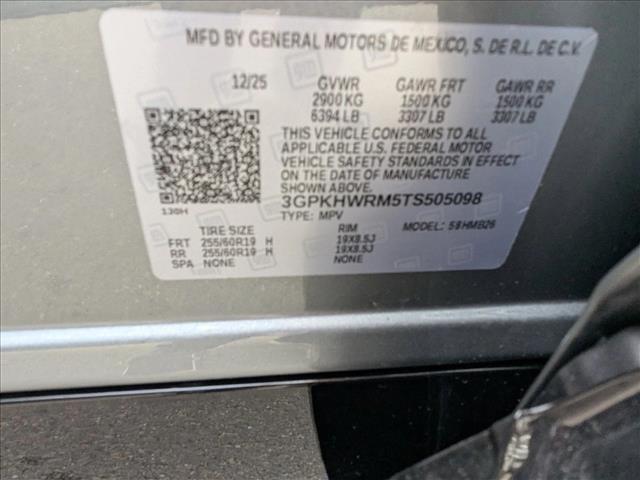 MFD BY GENERAL MOTORS DE MEXICO, S. DE R.L. DE C.V.
12/25 GVWR GAWR FRT GAWR RR
2900 KG 1500 KG 1500 KG
6394 LB 3307 LB 3307 LB
THIS VEHICLE CONFORMS TO ALL
APPLICABLE U.S. FEDERAL MOTOR
VEHICLE SAFETY STANDARDS IN EFFECT
ON THE DATE OF MANUFACTURE
SHOWN ABOVE.
130H 3GPKHWRM5TS505098
TYPE: MPV MODEL: 5SHMB26
TIRE SIZE RIM
FRT 255/60R19 H 19X8.5J
RR 255/60R19 H 19X8.5J
SPA NONE NONE